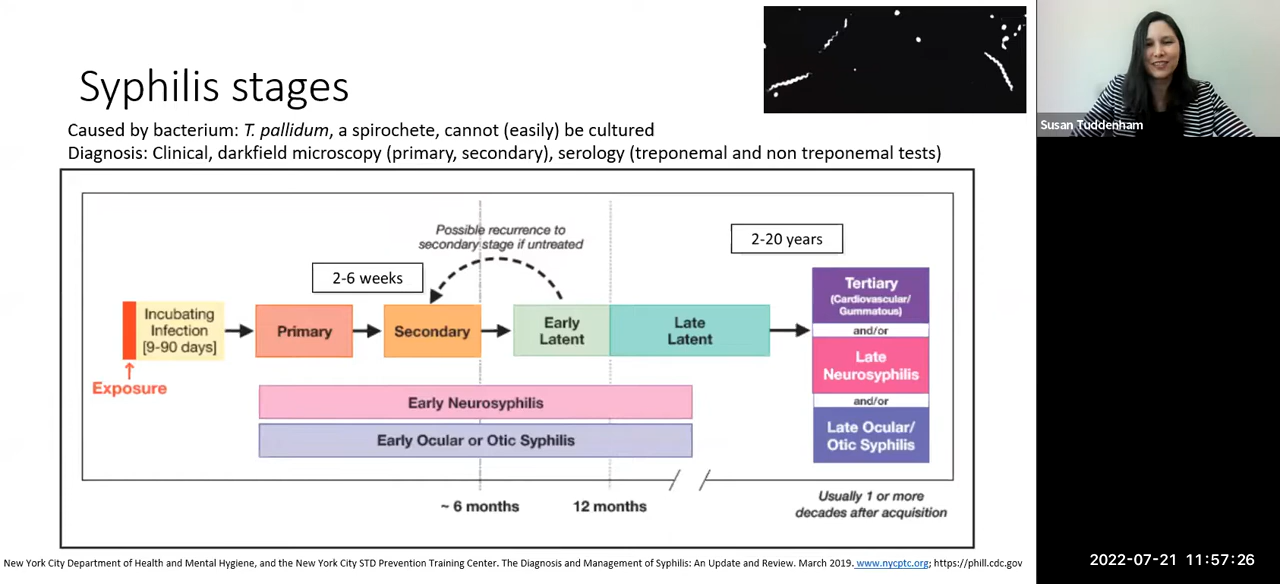 Syphilis stages
Caused by bacterium: T. pallidum, a spirochete, cannot (easily) be cultured
Diagnosis: Clinical, darkfield microscopy (primary, secondary), serology (treponemal and non treponemal tests)
Susan Tuddenham
Possible recurrence to
secondary stage if untreated
2-20 years
2-6 weeks
Incubating
Infection
[9-90 days]
Primary
Secondary
Early
Latent
Late
Latent
Tertiary
(Cardiovascular/
Gummatous)
and/or
Late
Neurosyphilis
and/or
Late Ocular/
Otic Syphilis
Exposure
Early Neurosyphilis
Early Ocular or Otic Syphilis
~ 6 months
12 months
Usually 1 or more
decades after acquisition
New York City Department of Health and Mental Hygiene, and the New York City STD Prevention Training Center. The Diagnosis and Management of Syphilis: An Update and Review. March 2019. www.nycptc.org; https://phill.cdc.gov
2022-07-21 11:57:26